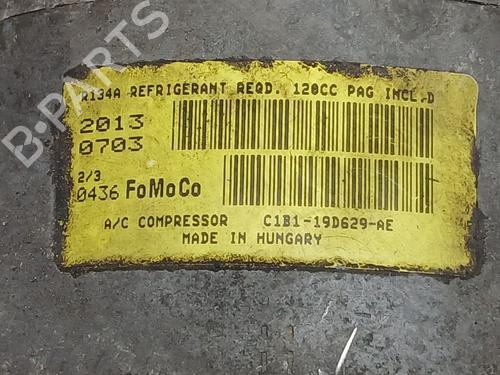 B-PARTS
R134A REFRIGERANT REQD. 120CC PAG INCL.D
2013
0703
2/3
0436 FoMoCo
A/C COMPRESSOR C1B1-19D629-AE
MADE IN HUNGARY